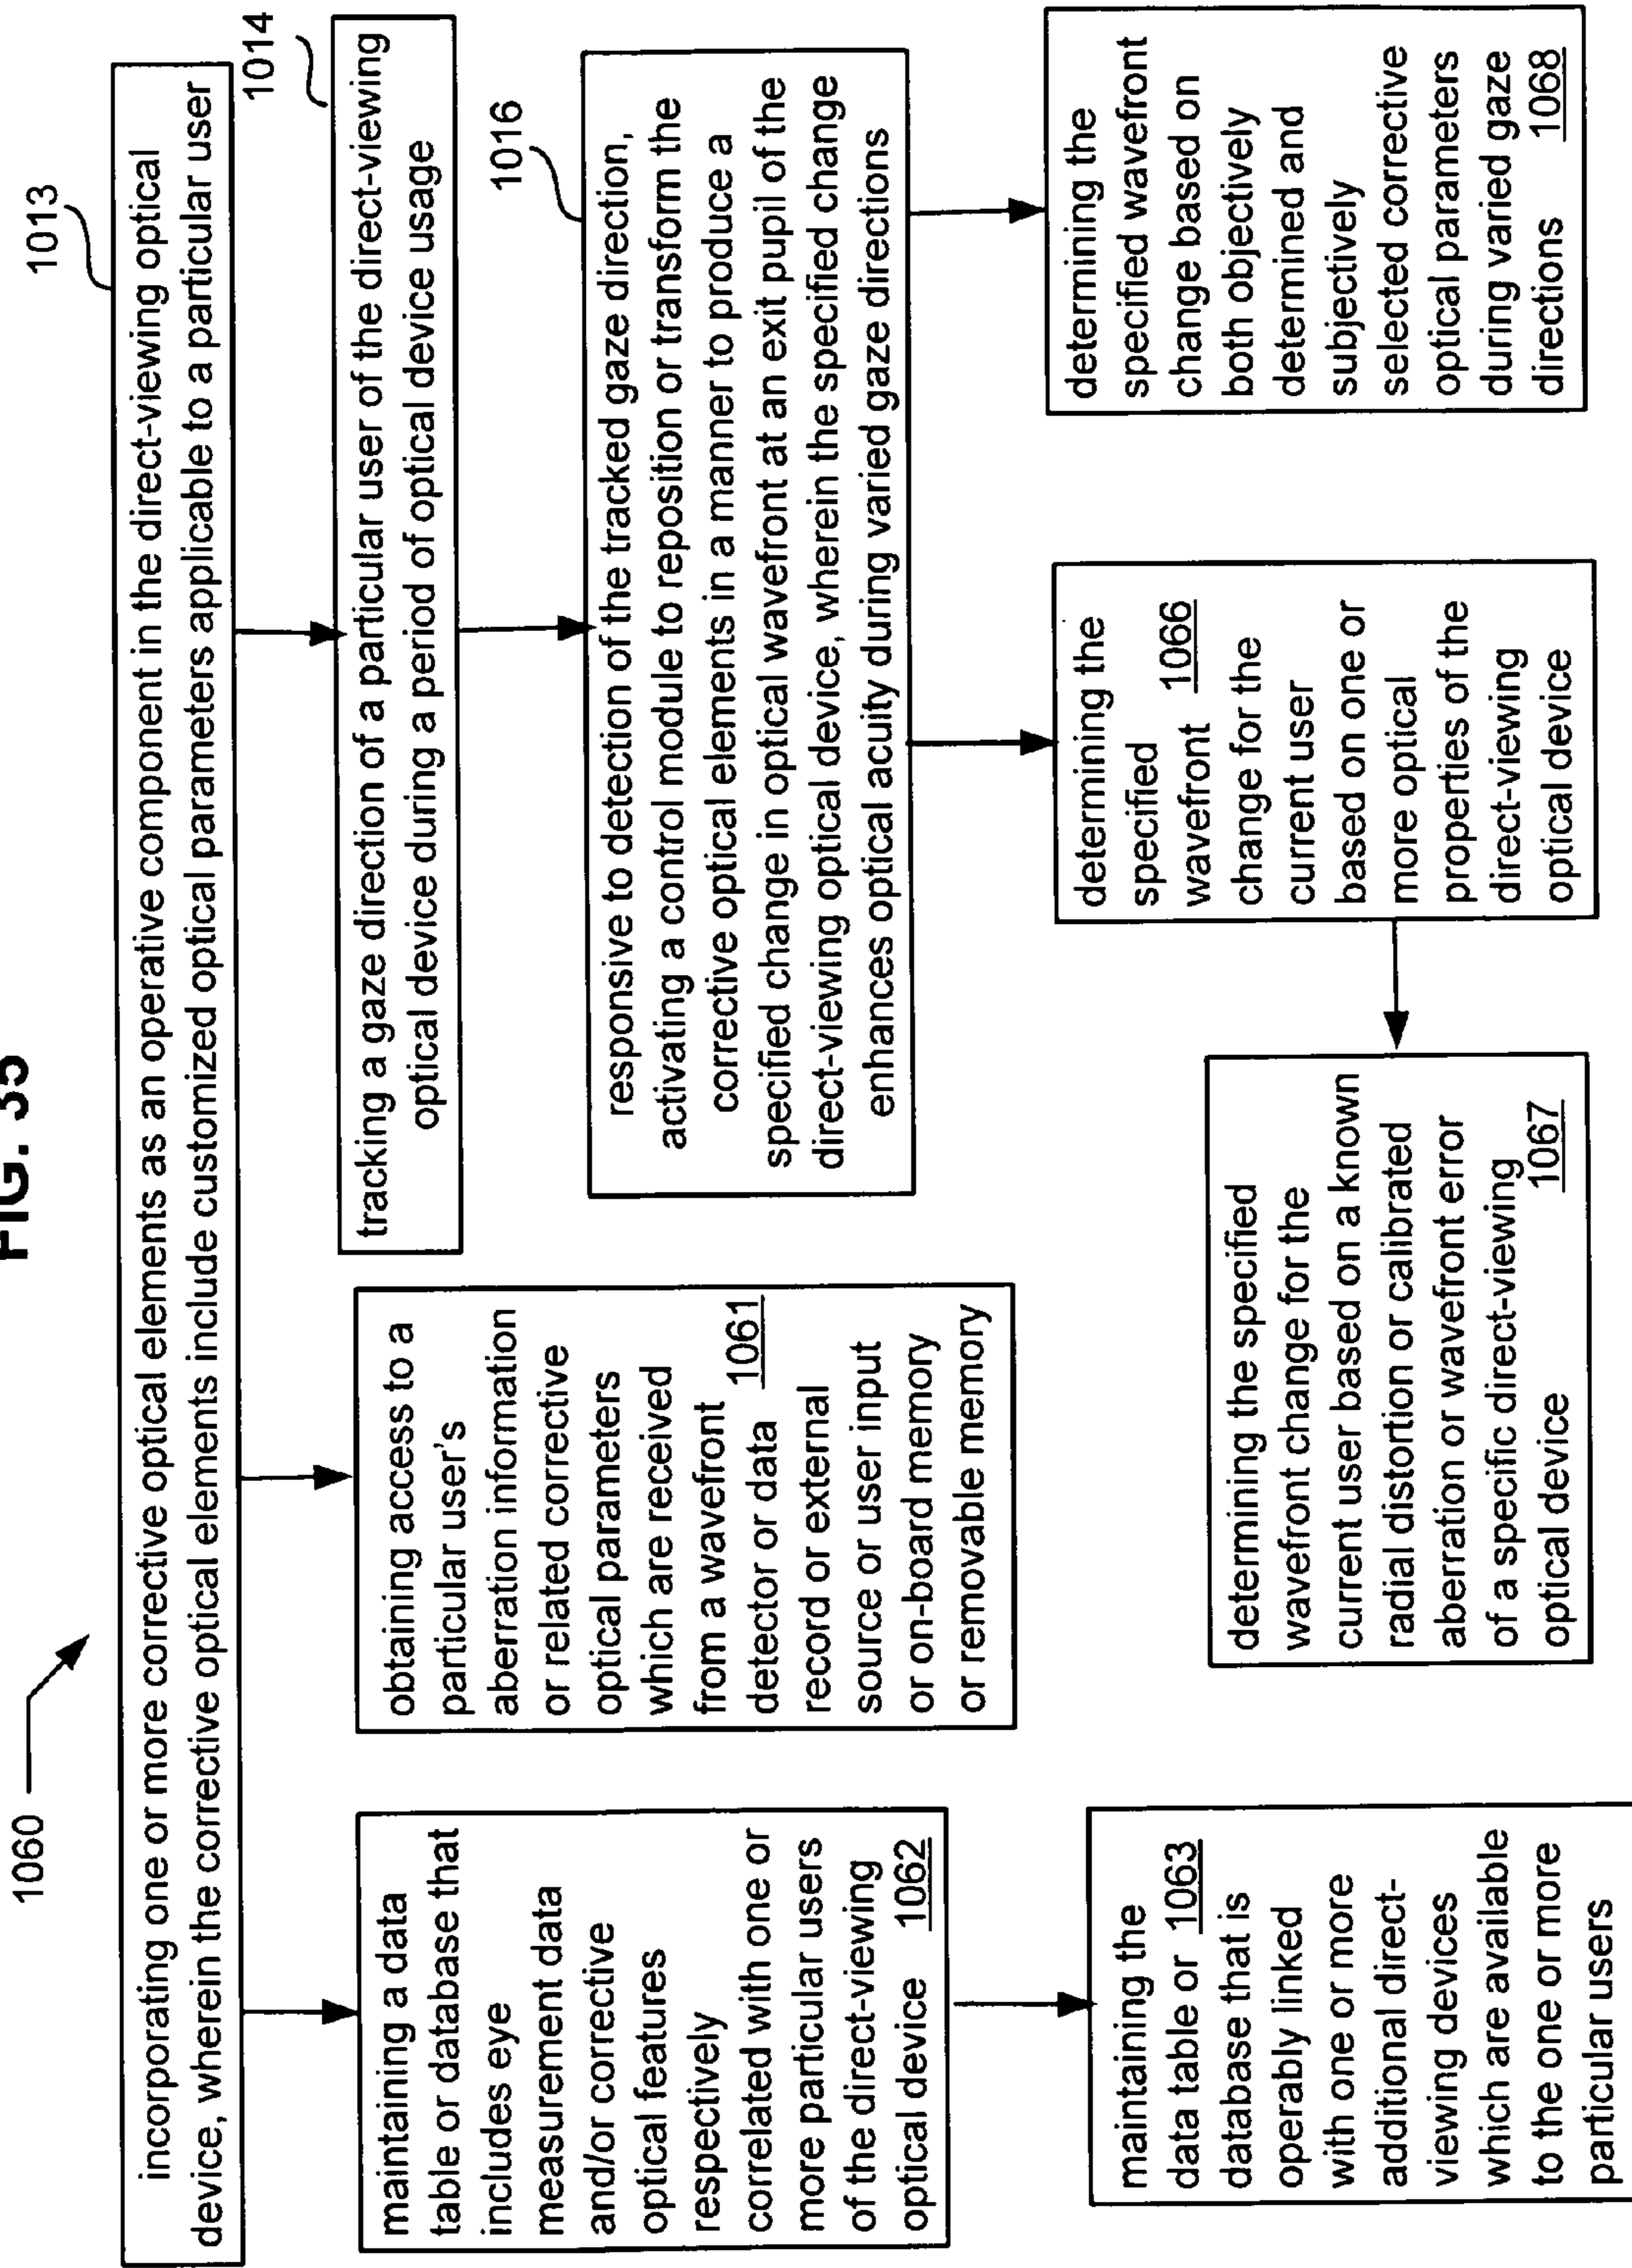 FIG. 35
1060
1013
incorporating one or more corrective optical elements as an operative component in the direct-viewing optical
device, wherein the corrective optical elements include customized optical parameters applicable to a particular user
1014
tracking a gaze direction of a particular user of the direct-viewing
optical device during a period of optical device usage
1016
responsive to detection of the tracked gaze direction,
activating a control module to reposition or transform the
corrective optical elements in a manner to produce a
specified change in optical wavefront at an exit pupil of the
direct-viewing optical device, wherein the specified change
enhances optical acuity during varied gaze directions
maintaining a data
table or database that
includes eye
measurement data
and/or corrective
optical features
respectively
correlated with one or
more particular users
of the direct-viewing
optical device 1062
obtaining access to a
particular user's
aberration information
or related corrective
optical parameters
which are received
from a wavefront
detector or data 1061
record or external
source or user input
or on-board memory
or removable memory
maintaining the
data table or 1063
database that is
operably linked
with one or more
additional direct-
viewing devices
which are available
to the one or more
particular users
determining the specified
wavefront change for the
current user based on a known
radial distortion or calibrated
aberration or wavefront error
of a specific direct-viewing
optical device 1067
determining the
specified
wavefront 1066
change for the
current user
based on one or
more optical
properties of the
direct-viewing
optical device
determining the
specified wavefront
change based on
both objectively
determined and
subjectively
selected corrective
optical parameters
during varied gaze
directions 1068